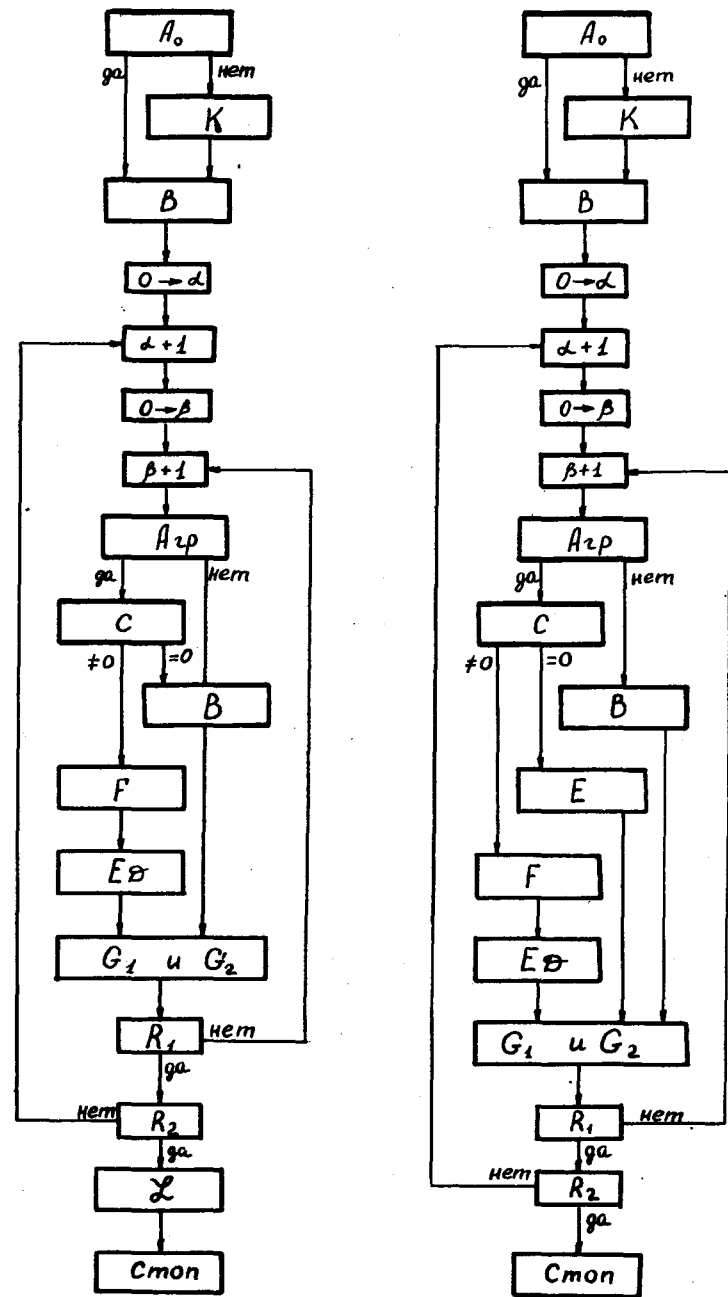 A₀
да нет
K
B
0 → α
α + 1
0 → β
β + 1
Aгр
да нет
C
≠0 =0
B
F
ED
G₁ и G₂
R₁ нет
да
нет R₂
да
ℒ
Стоп
A₀
да нет
K
B
0 → α
α + 1
0 → β
β + 1
Aгр
да нет
C
≠0 =0
B
E
F
ED
G₁ и G₂
R₁ нет
да
нет R₂
да
Стоп